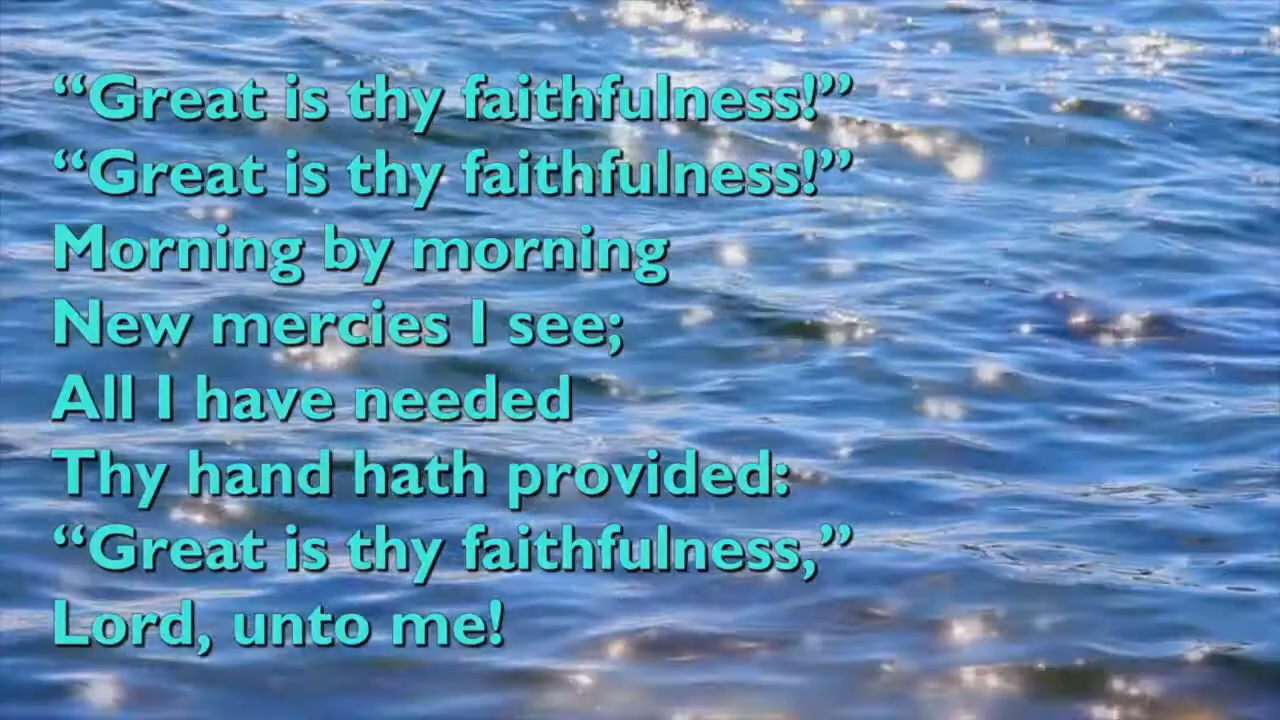 “Great is thy faithfulness!”
“Great is thy faithfulness!”
Morning by morning
New mercies I see;
All I have needed
Thy hand hath provided:
“Great is thy faithfulness,”
Lord, unto me!